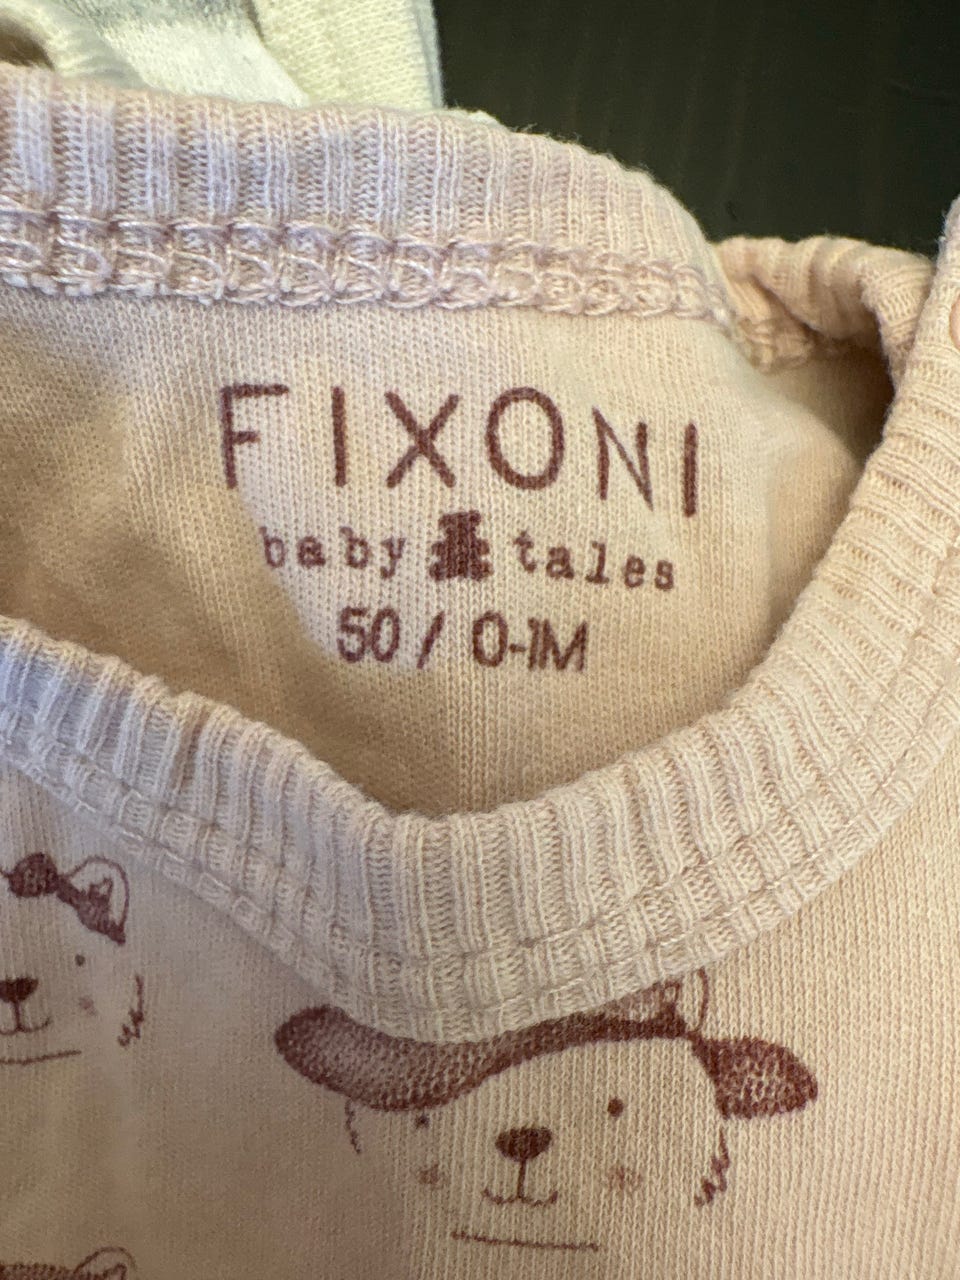 FIXONI
baby tales
50 / 0-1M